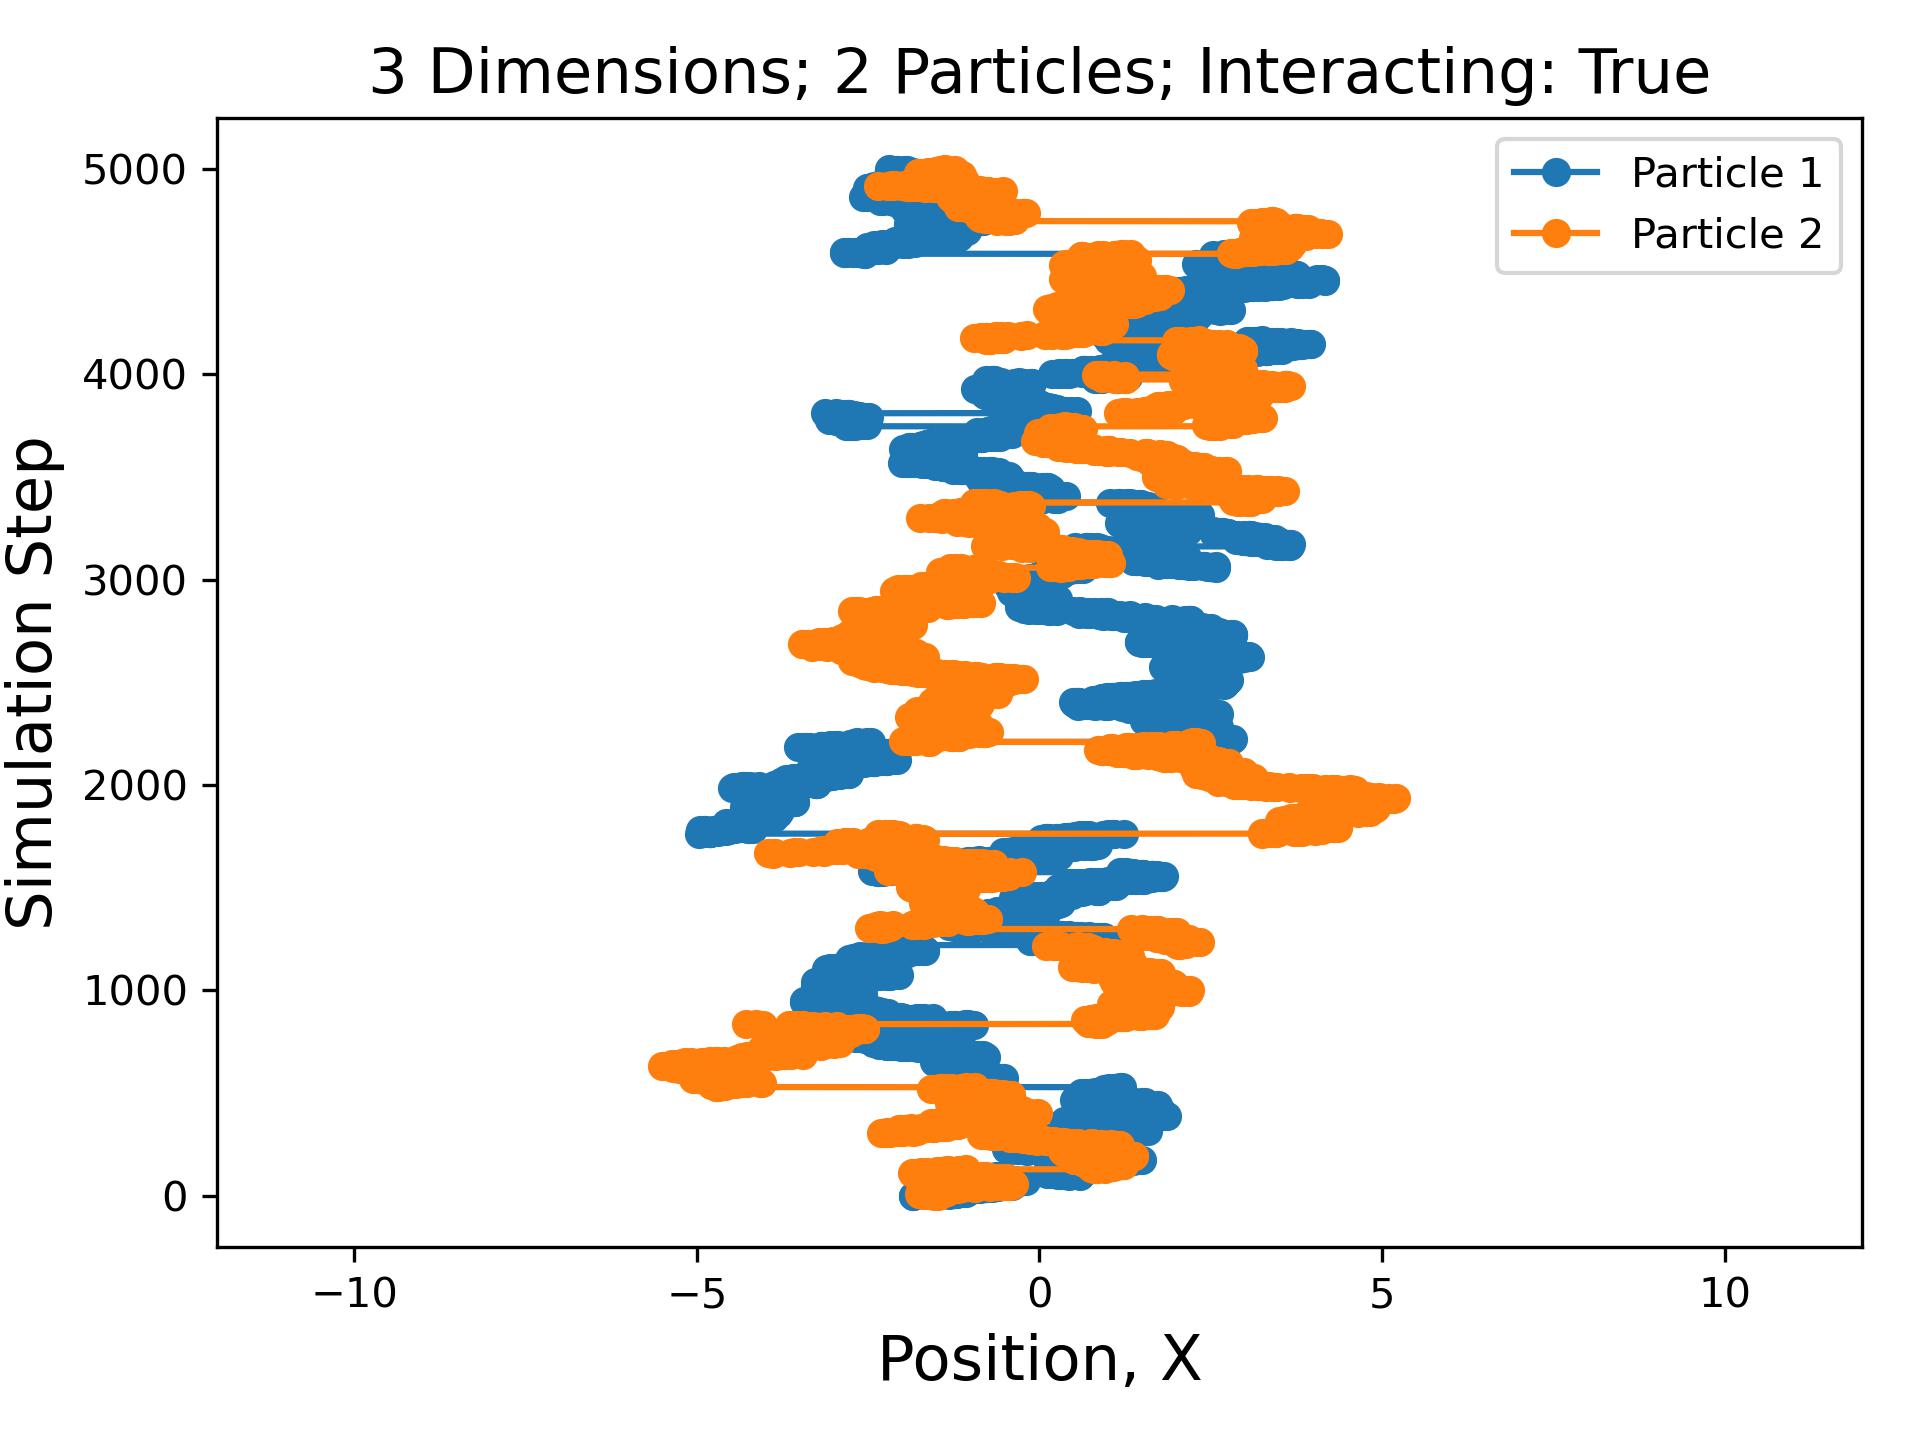 3 Dimensions; 2 Particles; Interacting: True
Particle 1
Particle 2
5000
4000
3000
2000
1000
0
Simulation Step
−10
−5
0
5
10
Position, X